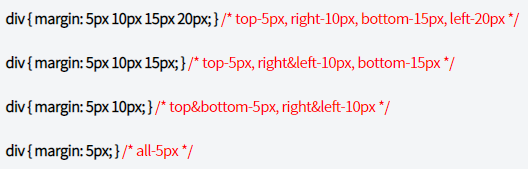 div { margin: 5px 10px 15px 20px; } /* top-5px, right-10px, bottom-15px, left-20px */
div { margin: 5px 10px 15px; } /* top-5px, right&left-10px, bottom-15px */
div { margin: 5px 10px; } /* top&bottom-5px, right&left-10px */
div { margin: 5px; } /* all-5px */